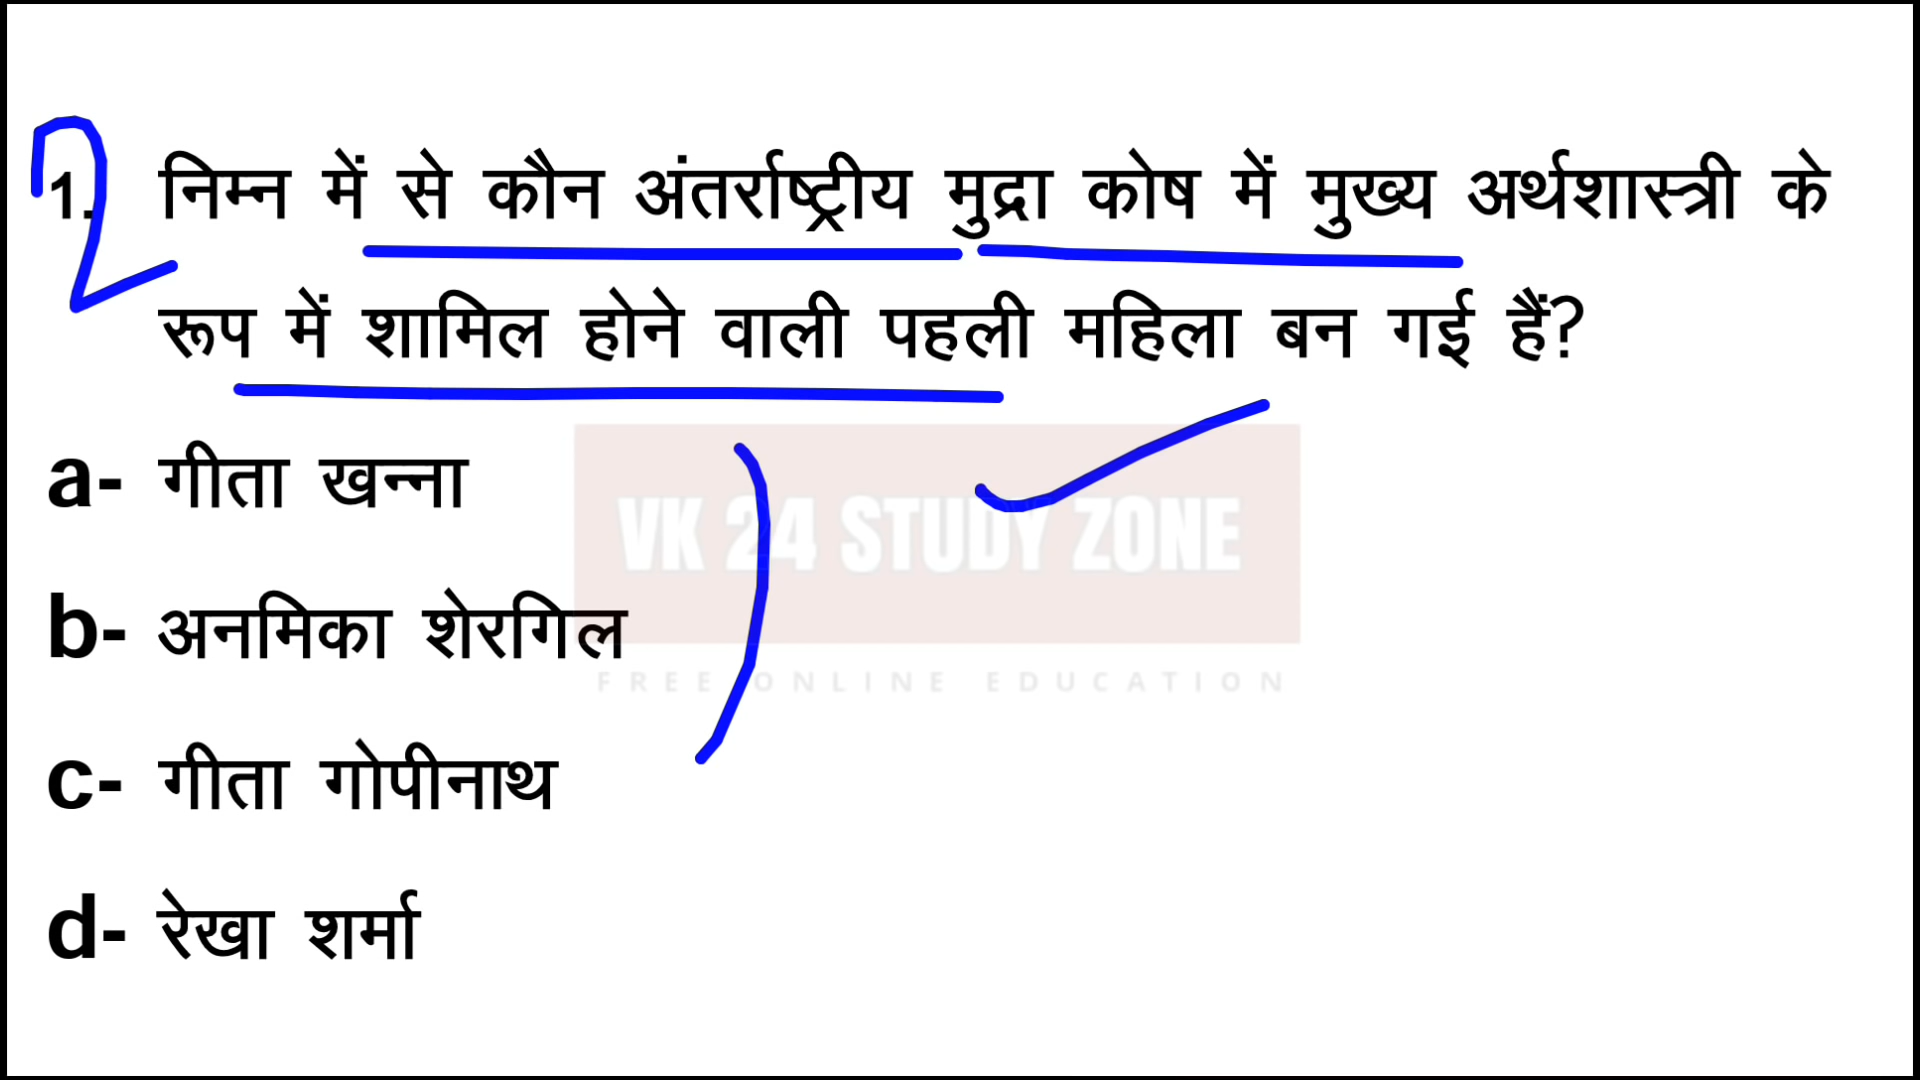 1. निम्न में से कौन अंतर्राष्ट्रीय मुद्रा कोष में मुख्य अर्थशास्त्री के
रूप में शामिल होने वाली पहली महिला बन गई हैं?
a- गीता खन्ना
VK 24 STUDY ZONE
b- अनमिका शेरगिल
FREE ONLINE EDUCATION
c- गीता गोपीनाथ
d- रेखा शर्मा